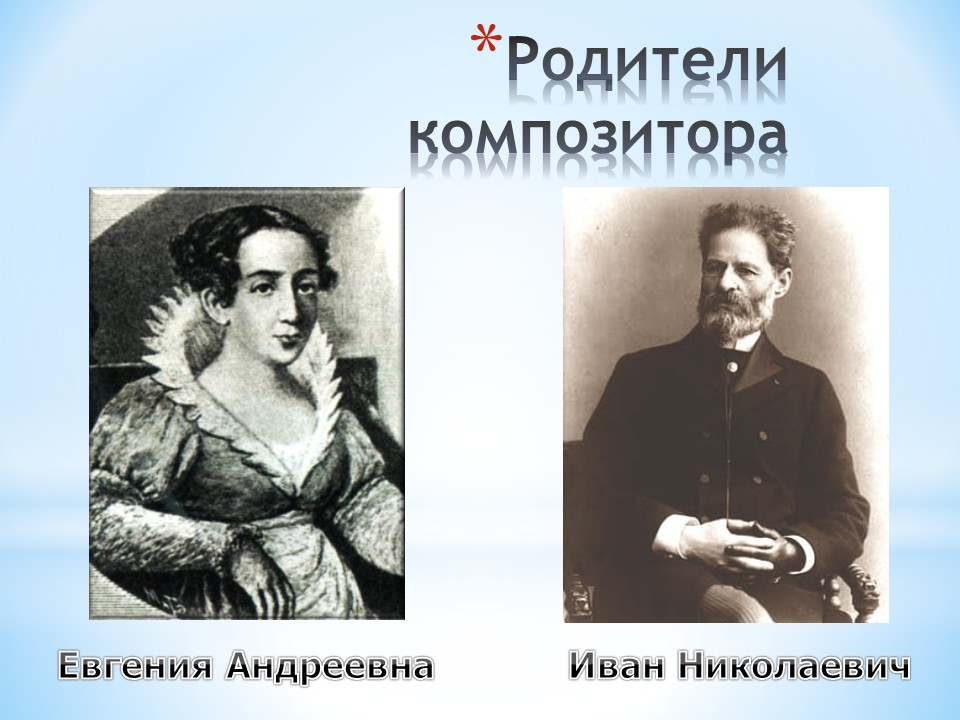 * Родители
композитора
Евгения Андреевна
Иван Николаевич